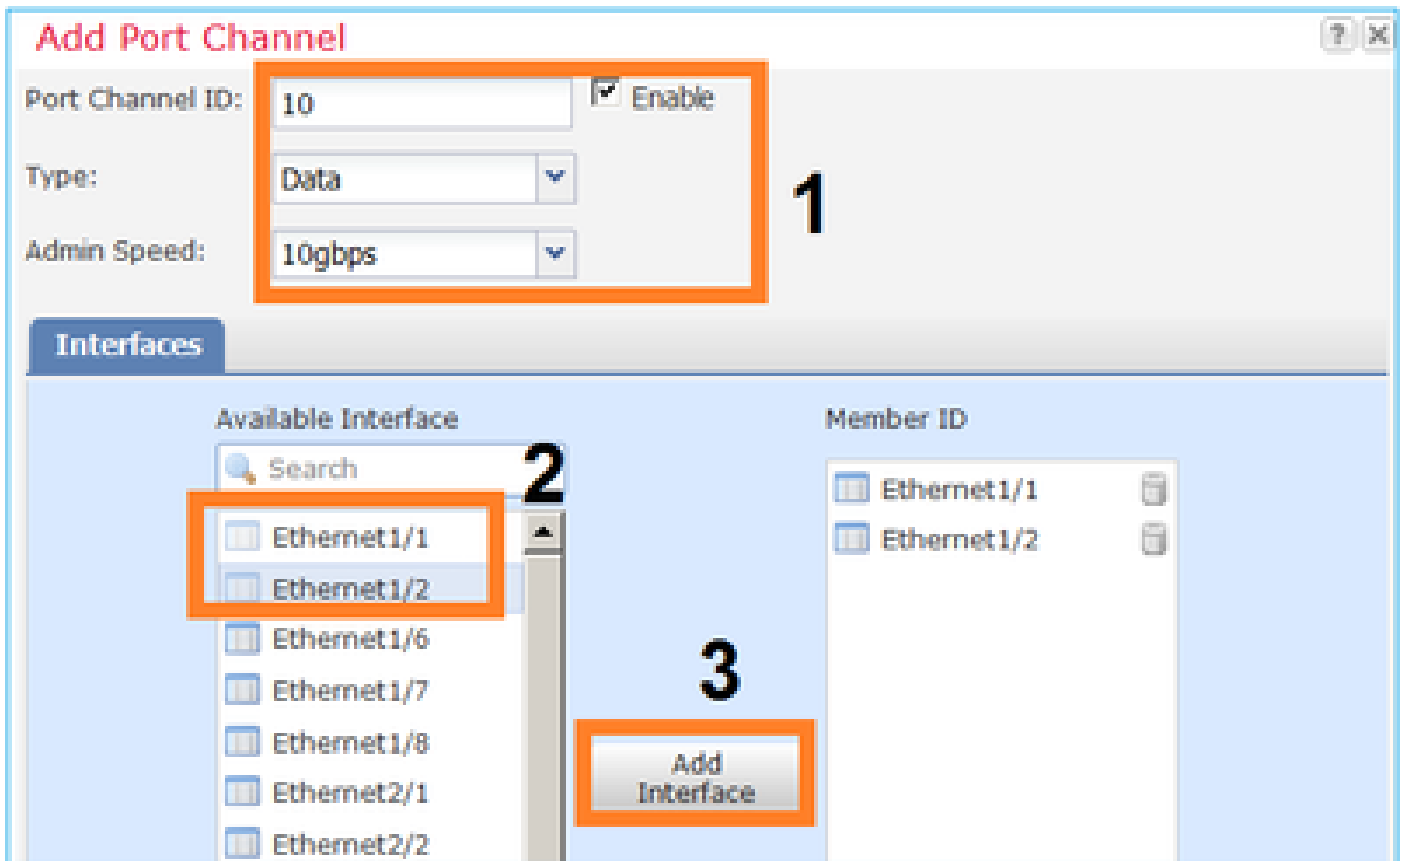 Add Port Channel
? X
Port Channel ID: 10 Enable
Type: Data
1
Admin Speed: 10gbps
Interfaces
Available Interface
Search
2
Ethernet1/1
Ethernet1/2
Ethernet1/6
Ethernet1/7
Ethernet1/8
Ethernet2/1
Ethernet2/2
3
Add
Interface
Member ID
Ethernet1/1
Ethernet1/2